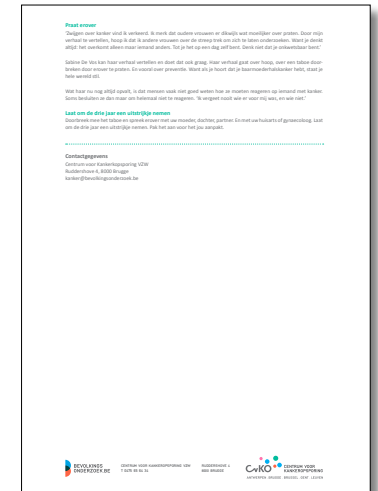 Praat erover
'Zwijgen over kanker vind ik verkeerd. Ik merk dat oudere vrouwen er dikwijls wat moeilijker over praten. Door mijn
verhaal te vertellen, hoop ik dat ik andere vrouwen over de streep trek om zich te laten onderzoeken. Want je denkt
altijd: het overkomt alleen maar iemand anders. Tot je het op een dag zelf bent. Denk niet dat je onkwetsbaar bent.'
Sabine De Vos kan haar verhaal vertellen en doet dat ook graag. Haar verhaal gaat over hoop, over een taboe door-
breken door erover te praten. En vooral over preventie. Want als je hoort dat je baarmoederhalskanker hebt, staat je
hele wereld stil.
Wat haar nu nog altijd opvalt, is dat mensen vaak niet goed weten hoe ze moeten reageren op iemand met kanker.
Soms besluiten ze dan maar om helemaal niet te reageren. 'Ik vergeet nooit wie er voor mij was, en wie niet.'
Laat om de drie jaar een uitstrijkje nemen
Doorbreek mee het taboe en spreek erover met uw moeder, dochter, partner. En met uw huisarts of gynaecoloog. Laat
om de drie jaar een uitstrijkje nemen. Pak het aan voor het jou aanpakt.
Contactgegevens
Centrum voor Kankeropsporing VZW
Ruddershove 4, 8000 Brugge
kanker@bevolkingsonderzoek.be
BEVOLKINGS
ONDERZOEK.BE
CENTRUM VOOR KANKEROPSPORING VZW
RUDDERSHOVE 4
8000 BRUGGE
CvKO
CENTRUM VOOR
KANKEROPSPORING
ANTWERPEN BRUGGE BRUSSEL GENT LEUVEN